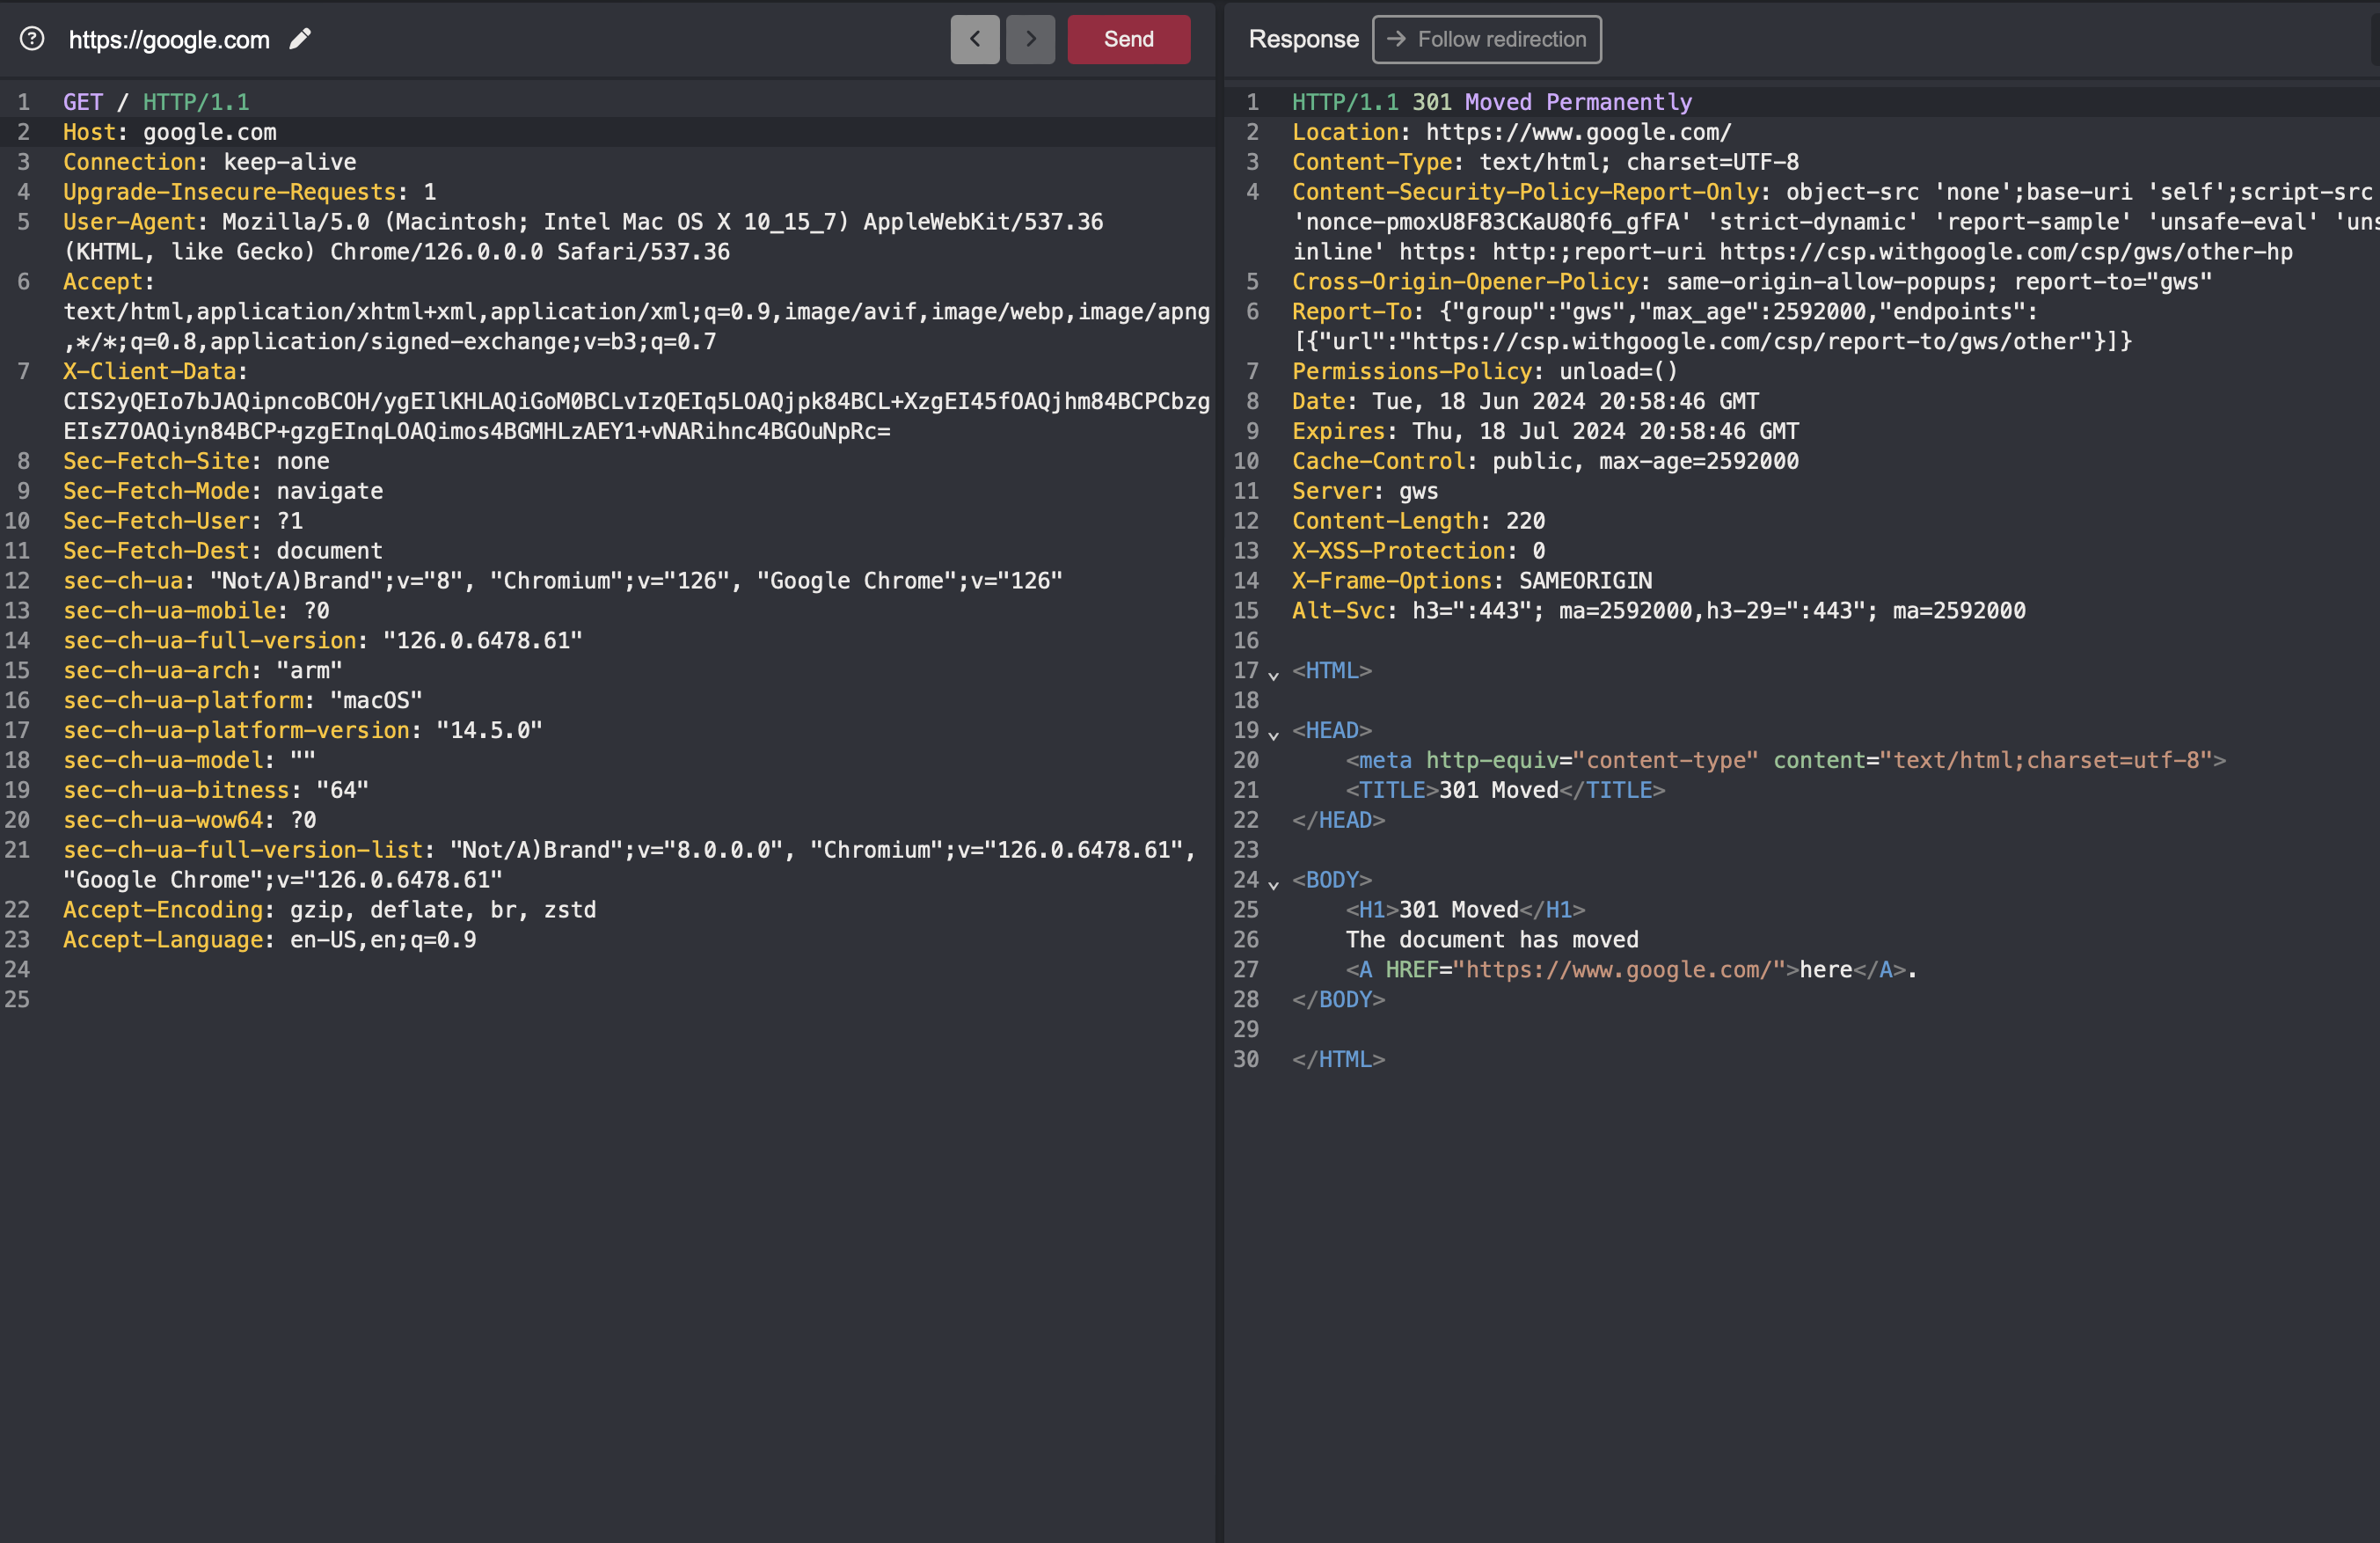 https://google.com
Send
1 GET / HTTP/1.1
2 Host: google.com
3 Connection: keep-alive
4 Upgrade-Insecure-Requests: 1
5 User-Agent: Mozilla/5.0 (Macintosh; Intel Mac OS X 10_15_7) AppleWebKit/537.36
(KHTML, like Gecko) Chrome/126.0.0.0 Safari/537.36
6 Accept:
text/html,application/xhtml+xml,application/xml;q=0.9,image/avif,image/webp,image/apng
,*/*;q=0.8,application/signed-exchange;v=b3;q=0.7
7 X-Client-Data:
CIS2yQEIo7bJAQipncoBCOH/ygEIlKHLAQiGoM0BCLvIzQEIq5LOAQjpk84BCL+XzgEI45fOAQjhm84BCPCbzg
EIsZ7OAQiyn84BCP+gzgEInqLOAQimos4BGMHLzAEY1+vNARihnc4BGOuNpRc=
8 Sec-Fetch-Site: none
9 Sec-Fetch-Mode: navigate
10 Sec-Fetch-User: ?1
11 Sec-Fetch-Dest: document
12 sec-ch-ua: "Not/A)Brand";v="8", "Chromium";v="126", "Google Chrome";v="126"
13 sec-ch-ua-mobile: ?0
14 sec-ch-ua-full-version: "126.0.6478.61"
15 sec-ch-ua-arch: "arm"
16 sec-ch-ua-platform: "macOS"
17 sec-ch-ua-platform-version: "14.5.0"
18 sec-ch-ua-model: ""
19 sec-ch-ua-bitness: "64"
20 sec-ch-ua-wow64: ?0
21 sec-ch-ua-full-version-list: "Not/A)Brand";v="8.0.0.0", "Chromium";v="126.0.6478.61",
"Google Chrome";v="126.0.6478.61"
22 Accept-Encoding: gzip, deflate, br, zstd
23 Accept-Language: en-US,en;q=0.9
24
25
Response → Follow redirection
1 HTTP/1.1 301 Moved Permanently
2 Location: https://www.google.com/
3 Content-Type: text/html; charset=UTF-8
4 Content-Security-Policy-Report-Only: object-src 'none';base-uri 'self';script-src
'nonce-pmoxU8F83CKaU8Qf6_gfFA' 'strict-dynamic' 'report-sample' 'unsafe-eval'
inline' https: http:;report-uri https://csp.withgoogle.com/csp/gws/other-hp
5 Cross-Origin-Opener-Policy: same-origin-allow-popups; report-to="gws"
6 Report-To: {"group":"gws","max_age":2592000,"endpoints":
[{"url":"https://csp.withgoogle.com/csp/report-to/gws/other"}]}
7 Permissions-Policy: unload=()
8 Date: Tue, 18 Jun 2024 20:58:46 GMT
9 Expires: Thu, 18 Jul 2024 20:58:46 GMT
10 Cache-Control: public, max-age=2592000
11 Server: gws
12 Content-Length: 220
13 X-XSS-Protection: 0
14 X-Frame-Options: SAMEORIGIN
15 Alt-Svc: h3=":443"; ma=2592000,h3-29=":443"; ma=2592000
16
17 <HTML>
18
19 <HEAD>
20 <meta http-equiv="content-type" content="text/html;charset=utf-8">
21 <TITLE>301 Moved</TITLE>
22 </HEAD>
23
24 <BODY>
25 <H1>301 Moved</H1>
26 The document has moved
27 <A HREF="https://www.google.com/">here</A>.
28 </BODY>
29
30 </HTML>